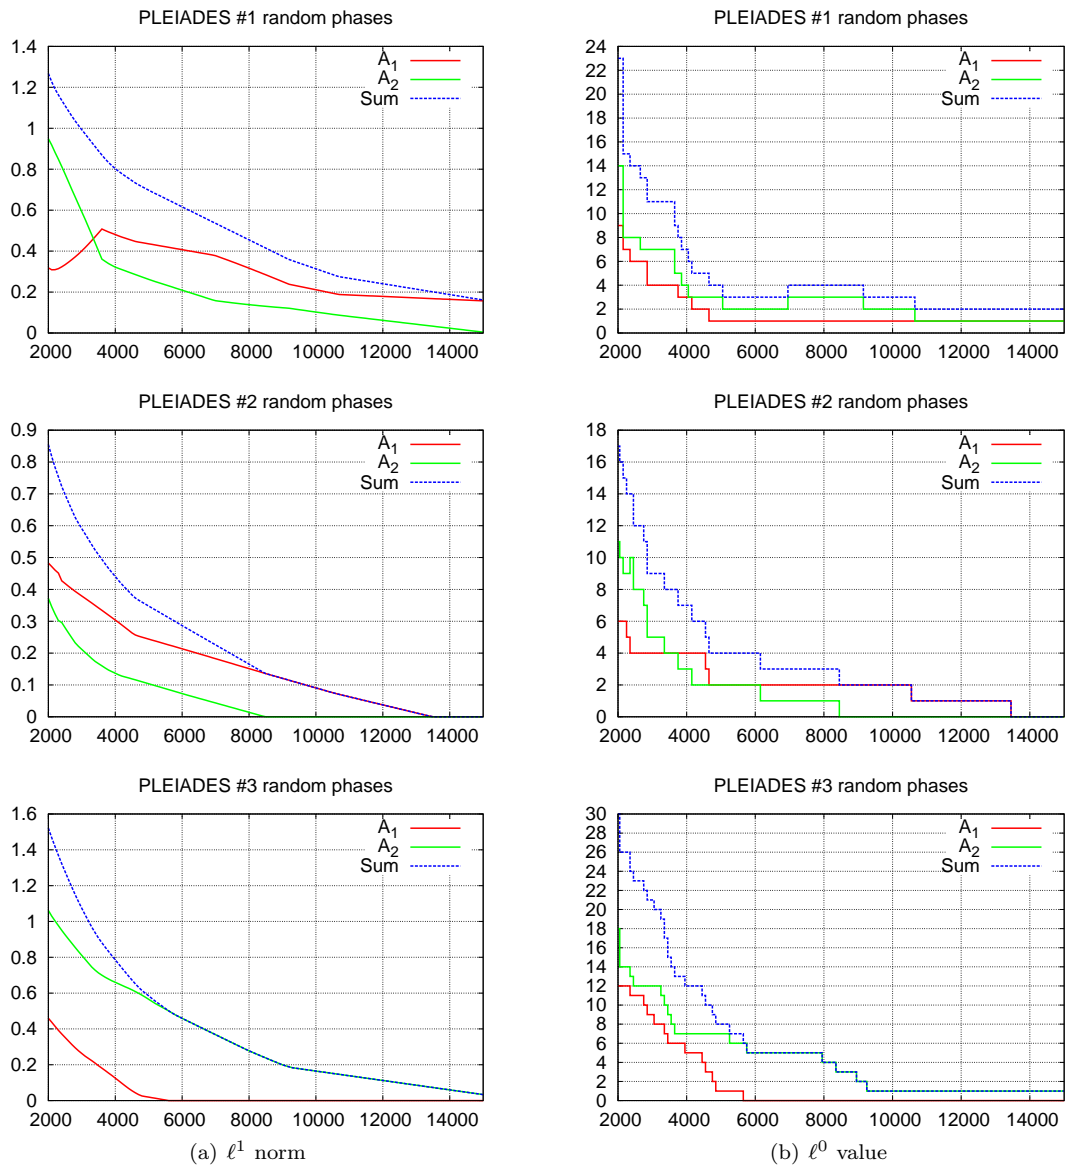 PLEIADES #1 random phases
1.4
1.2
1
0.8
0.6
0.4
0.2
0
A1
A2
Sum
2000 4000 6000 8000 10000 12000 14000
PLEIADES #1 random phases
24
22
20
18
16
14
12
10
8
6
4
2
0
A1
A2
Sum
2000 4000 6000 8000 10000 12000 14000
PLEIADES #2 random phases
0.9
0.8
0.7
0.6
0.5
0.4
0.3
0.2
0.1
0
A1
A2
Sum
2000 4000 6000 8000 10000 12000 14000
PLEIADES #2 random phases
18
16
14
12
10
8
6
4
2
0
A1
A2
Sum
2000 4000 6000 8000 10000 12000 14000
PLEIADES #3 random phases
1.6
1.4
1.2
1
0.8
0.6
0.4
0.2
0
A1
A2
Sum
2000 4000 6000 8000 10000 12000 14000
PLEIADES #3 random phases
30
28
26
24
22
20
18
16
14
12
10
8
6
4
2
0
A1
A2
Sum
2000 4000 6000 8000 10000 12000 14000
(a) ℓ¹ norm
(b) ℓ⁰ value